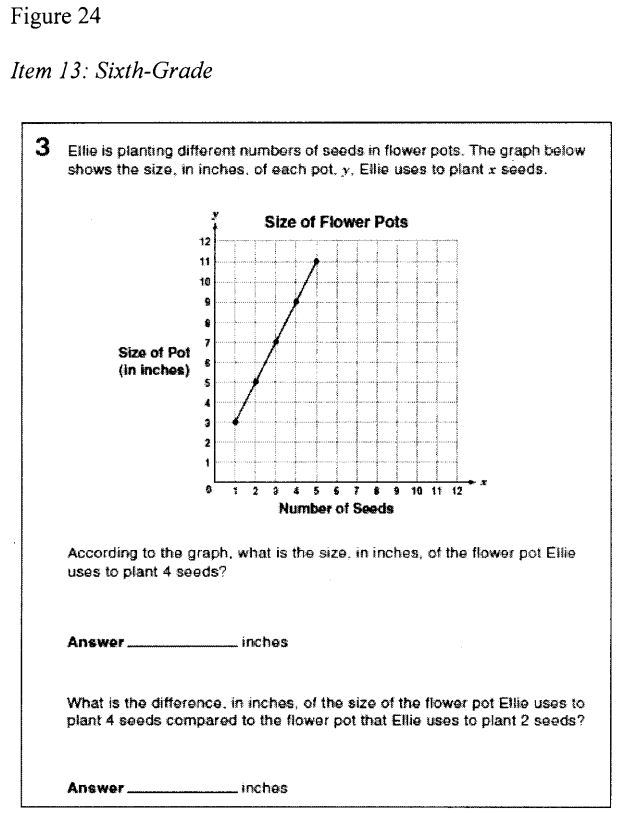 Figure 24
Item 13: Sixth-Grade
3 Ellie is planting different numbers of seeds in flower pots. The graph below
shows the size, in inches, of each pot, y, Ellie uses to plant x seeds.
y
Size of Flower Pots
12
11
10
9
8
7
Size of Pot
(in inches)
6
5
4
3
2
1
0 1 2 3 4 5 6 7 8 9 10 11 12 x
Number of Seeds
According to the graph, what is the size, in inches, of the flower pot Ellie
uses to plant 4 seeds?
Answer __________ inches
What is the difference, in inches, of the size of the flower pot Ellie uses to
plant 4 seeds compared to the flower pot that Ellie uses to plant 2 seeds?
Answer __________ inches